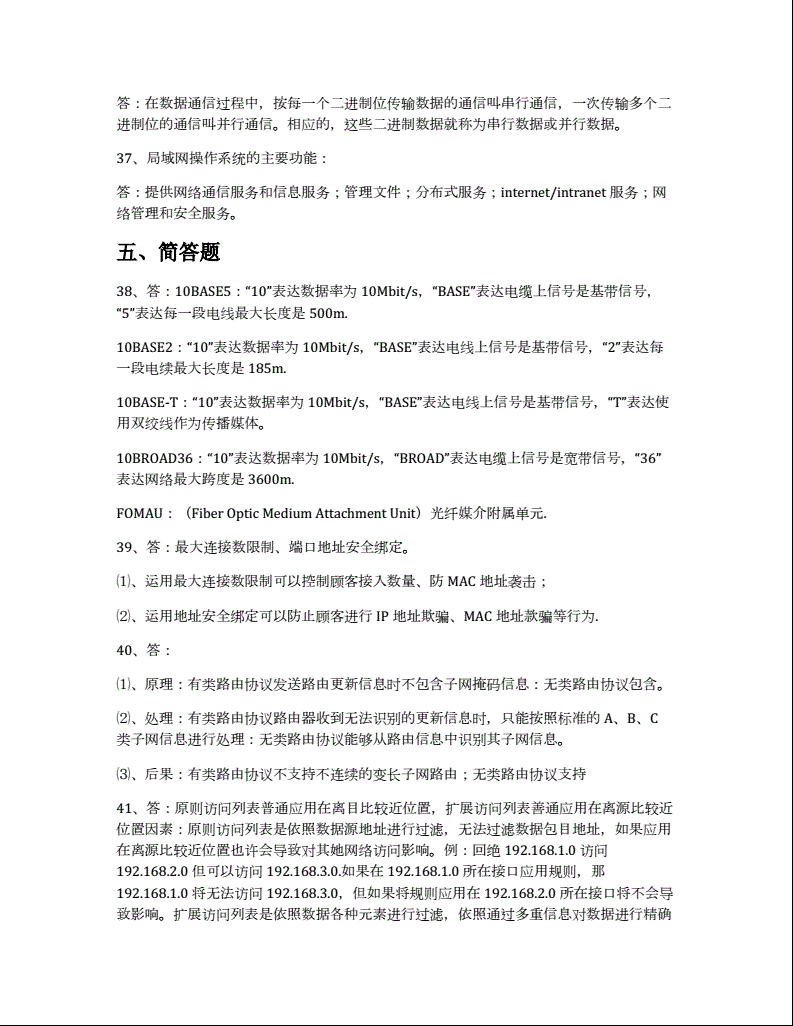 答：在数据通信过程中，按每一个二进制位传输数据的通信叫串行通信，一次传输多个二
进制位的通信叫并行通信。相应的，这些二进制数据就称为串行数据或并行数据。
37、局域网操作系统的主要功能：
答：提供网络通信服务和信息服务；管理文件；分布式服务；internet/intranet 服务；网
络管理和安全服务。
五、简答题
38、答：10BASE5：“10”表达数据率为 10Mbit/s，“BASE”表达电缆上信号是基带信号，
“5”表达每一段电线最大长度是 500m.
10BASE2：“10”表达数据率为 10Mbit/s，“BASE”表达电线上信号是基带信号，“2”表达每
一段电续最大长度是 185m.
10BASE-T：“10”表达数据率为 10Mbit/s，“BASE”表达电线上信号是基带信号，“T”表达使
用双绞线作为传播媒体。
10BROAD36：“10”表达数据率为 10Mbit/s，“BROAD”表达电缆上信号是宽带信号，“36”
表达网络最大跨度是 3600m.
FOMAU：（Fiber Optic Medium Attachment Unit）光纤媒介附属单元.
39、答：最大连接数限制、端口地址安全绑定。
⑴、运用最大连接数限制可以控制顾客接入数量、防 MAC 地址袭击；
⑵、运用地址安全绑定可以防止顾客进行 IP 地址欺骗、MAC 地址款骗等行为.
40、答：
⑴、原理：有类路由协议发送路由更新信息时不包含子网掩码信息：无类路由协议包含。
⑵、处理：有类路由协议路由器收到无法识别的更新信息时，只能按照标准的 A、B、C
类子网信息进行处理：无类路由协议能够从路由信息中识别其子网信息。
⑶、后果：有类路由协议不支持不连续的变长子网路由；无类路由协议支持
41、答：原则访问列表普通应用在离目比较近位置，扩展访问列表善通应用在离源比较近
位置因素：原则访问列表是依照数据源地址进行过滤，无法过滤数据包目地址，如果应用
在离源比较近位置也许会导致对其她网络访问影响。例：回绝 192.168.1.0 访问
192.168.2.0 但可以访问 192.168.3.0.如果在 192.168.1.0 所在接口应用规则，那
192.168.1.0 将无法访问 192.168.3.0，但如果将规则应用在 192.168.2.0 所在接口将不会导
致影响。扩展访问列表是依照数据各种元素进行过滤，依照通过多重信息对数据进行精确